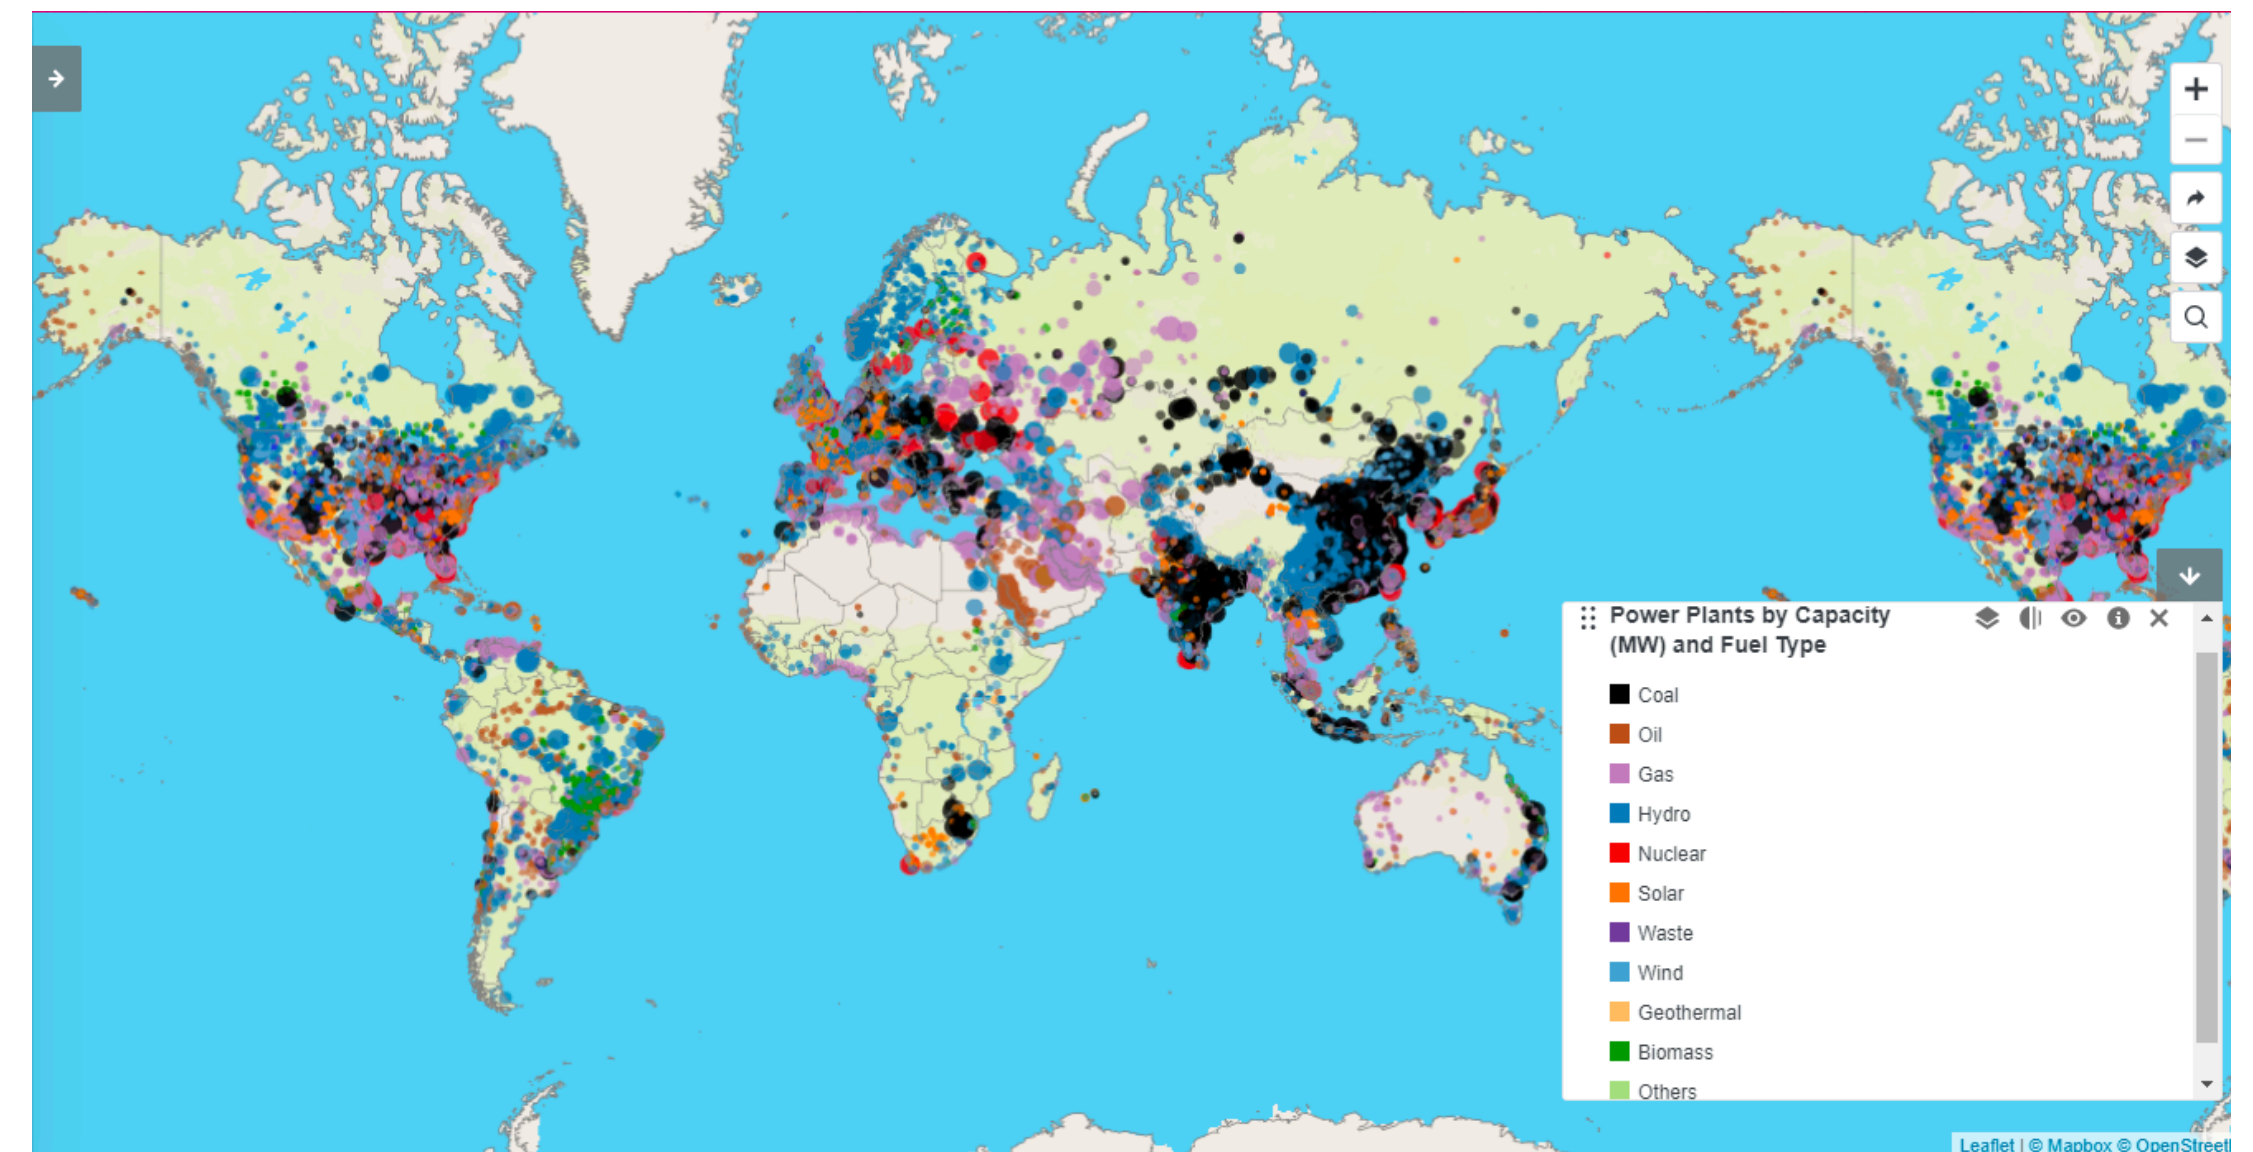 Power Plants by Capacity
(MW) and Fuel Type
Coal
Oil
Gas
Hydro
Nuclear
Solar
Waste
Wind
Geothermal
Biomass
Others
Leaflet | © Mapbox © OpenStreet